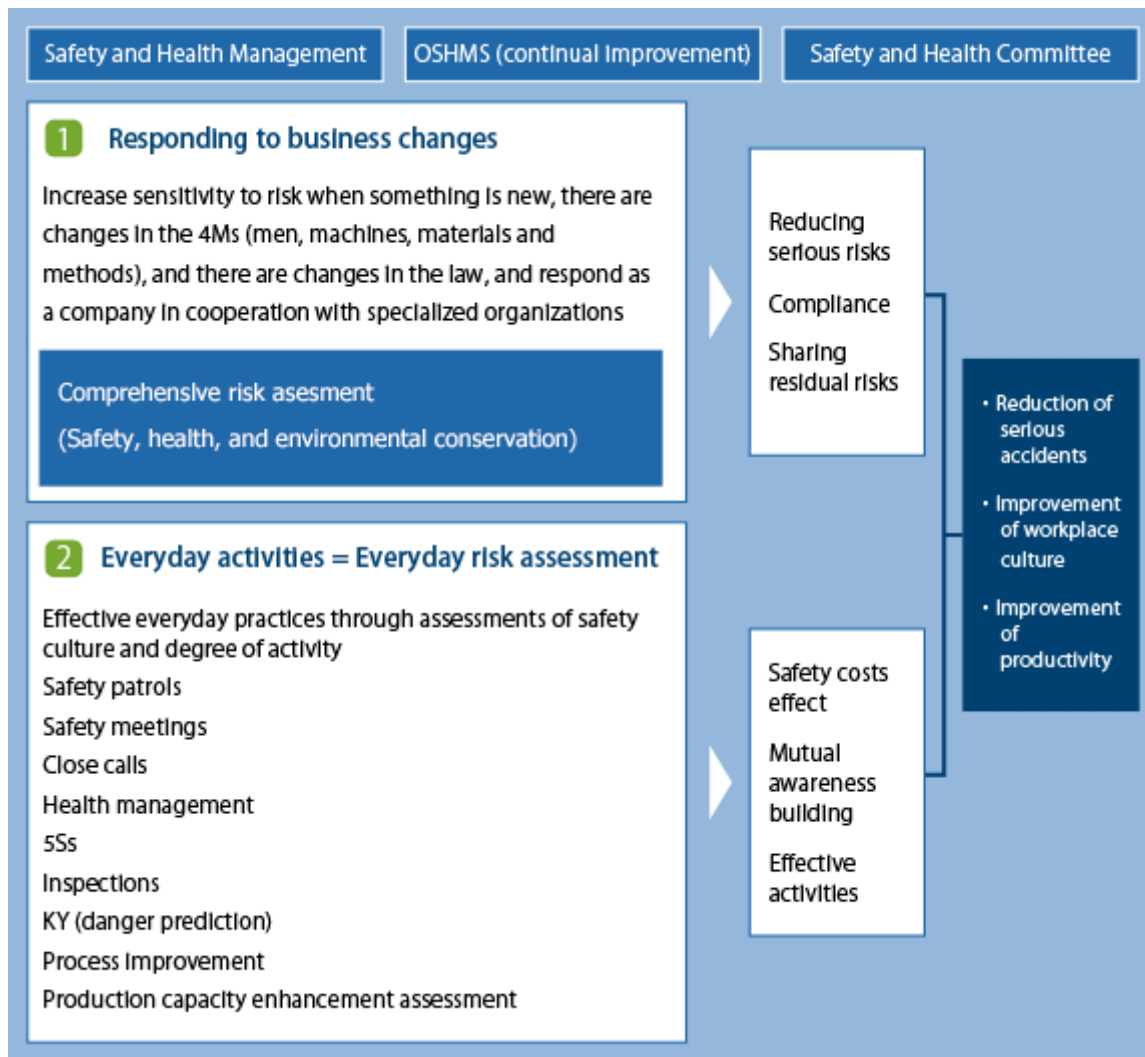 Safety and Health Management
OSHMS (continual improvement)
Safety and Health Committee
1 Responding to business changes
Increase sensitivity to risk when something is new, there are
changes in the 4Ms (men, machines, materials and
methods), and there are changes in the law, and respond as
a company in cooperation with specialized organizations
Comprehensive risk asesment
(Safety, health, and environmental conservation)
Reducing
serious risks
Compliance
Sharing
residual risks
2 Everyday activities = Everyday risk assessment
Effective everyday practices through assessments of safety
culture and degree of activity
Safety patrols
Safety meetings
Close calls
Health management
5Ss
Inspections
KY (danger prediction)
Process improvement
Production capacity enhancement assessment
Safety costs
effect
Mutual
awareness
building
Effective
activities
・Reduction of
serious
accidents
・Improvement
of workplace
culture
・Improvement
of
productivity